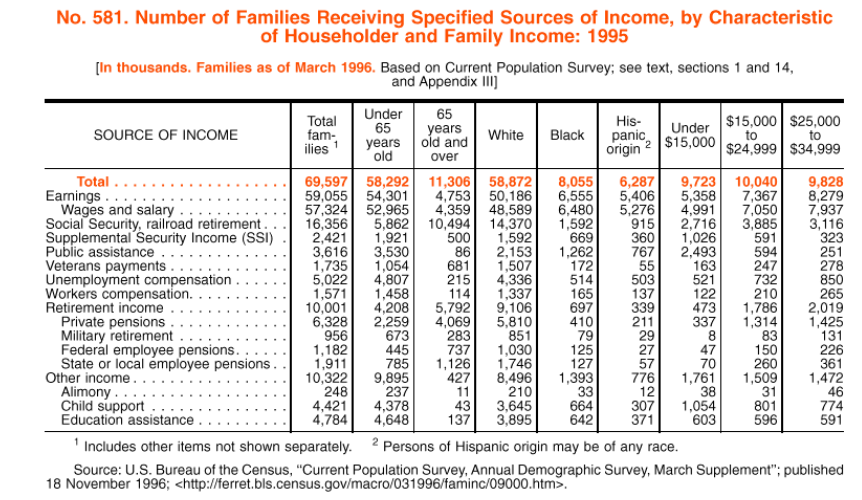 No. 581. Number of Families Receiving Specified Sources of Income, by Characteristic
of Householder and Family Income: 1995
[In thousands. Families as of March 1996. Based on Current Population Survey; see text, sections 1 and 14,
and Appendix III]
SOURCE OF INCOME
Total
fam-
ilies 1
Under
65
years
old
65
years
old and
over
White
Black
His-
panic
origin 2
Under
$15,000
$15,000
to
$24,999
$25,000
to
$34,999
Total . . . . . . . . . . . . . . . . . . . 69,597 58,292 11,306 58,872 8,055 6,287 9,723 10,040 9,828
Earnings . . . . . . . . . . . . . . . . . . . . 59,055 54,301 4,753 50,186 6,555 5,406 5,358 7,367 8,279
Wages and salary . . . . . . . . . . . . 57,324 52,965 4,359 48,589 6,480 5,276 4,991 7,050 7,937
Social Security, railroad retirement . . . 16,356 5,862 10,494 14,370 1,592 915 2,716 3,885 3,116
Supplemental Security Income (SSI) . 2,421 1,921 500 1,592 669 360 1,026 591 323
Public assistance . . . . . . . . . . . . . . 3,616 3,530 86 2,153 1,262 767 2,493 594 251
Veterans payments . . . . . . . . . . . . . 1,735 1,054 681 1,507 172 55 163 247 278
Unemployment compensation . . . . . . 5,022 4,807 215 4,336 514 503 521 732 850
Workers compensation. . . . . . . . . . . 1,571 1,458 114 1,337 165 137 122 210 265
Retirement income . . . . . . . . . . . . . 10,001 4,208 5,792 9,106 697 339 473 1,786 2,019
Private pensions . . . . . . . . . . . . . 6,328 2,259 4,069 5,810 410 211 337 1,314 1,425
Military retirement . . . . . . . . . . . . 956 673 283 851 79 29 8 83 131
Federal employee pensions. . . . . . 1,182 445 737 1,030 125 27 47 150 226
State or local employee pensions . . 1,911 785 1,126 1,746 127 57 70 260 361
Other income . . . . . . . . . . . . . . . . . 10,322 9,895 427 8,496 1,393 776 1,761 1,509 1,472
Alimony . . . . . . . . . . . . . . . . . . . 248 237 11 210 33 12 38 31 46
Child support . . . . . . . . . . . . . . . 4,421 4,378 43 3,645 664 307 1,054 801 774
Education assistance . . . . . . . . . . 4,784 4,648 137 3,895 642 371 603 596 591
1 Includes other items not shown separately. 2 Persons of Hispanic origin may be of any race.
Source: U.S. Bureau of the Census, “Current Population Survey, Annual Demographic Survey, March Supplement”; published
18 November 1996; <http://ferret.bls.census.gov/macro/031996/faminc/09000.htm>.